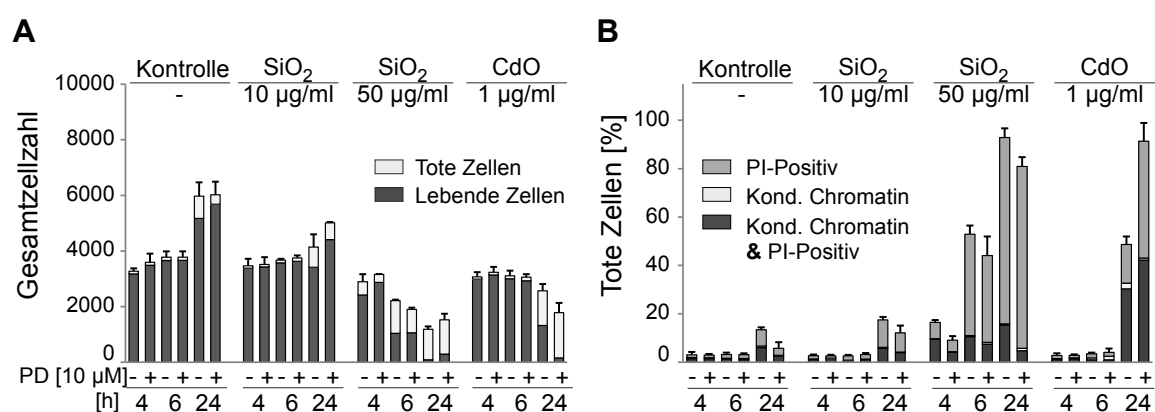 A
Kontrolle SiO₂ SiO₂ CdO
- 10 µg/ml 50 µg/ml 1 µg/ml
Gesamtzellzahl
10000
8000
6000
4000
2000
0
Tote Zellen
Lebende Zellen
PD [10 µM] - + - + - + - + - + - + - + - + - + - + - + - +
[h] 4 6 24 4 6 24 4 6 24 4 6 24
B
Kontrolle SiO₂ SiO₂ CdO
- 10 µg/ml 50 µg/ml 1 µg/ml
Tote Zellen [%]
100
80
60
40
20
0
PI-Positiv
Kond. Chromatin
Kond. Chromatin
& PI-Positiv
- + - + - + - + - + - + - + - + - + - + - + - +
4 6 24 4 6 24 4 6 24 4 6 24